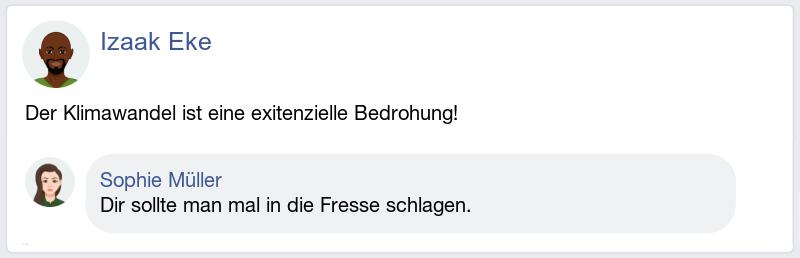 Izaak Eke
Der Klimawandel ist eine exitenzielle Bedrohung!
Sophie Müller
Dir sollte man mal in die Fresse schlagen.